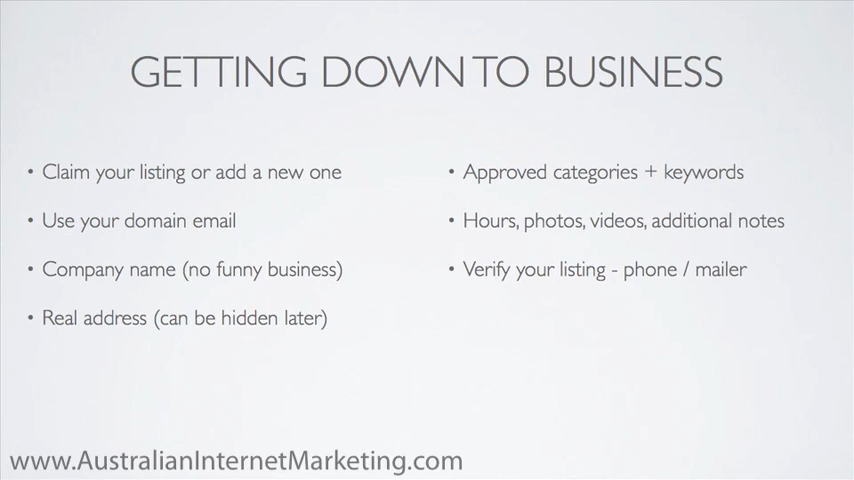 GETTING DOWN TO BUSINESS
• Claim your listing or add a new one
• Use your domain email
• Company name (no funny business)
• Real address (can be hidden later)
• Approved categories + keywords
• Hours, photos, videos, additional notes
• Verify your listing - phone / mailer
www.AustralianInternetMarketing.com